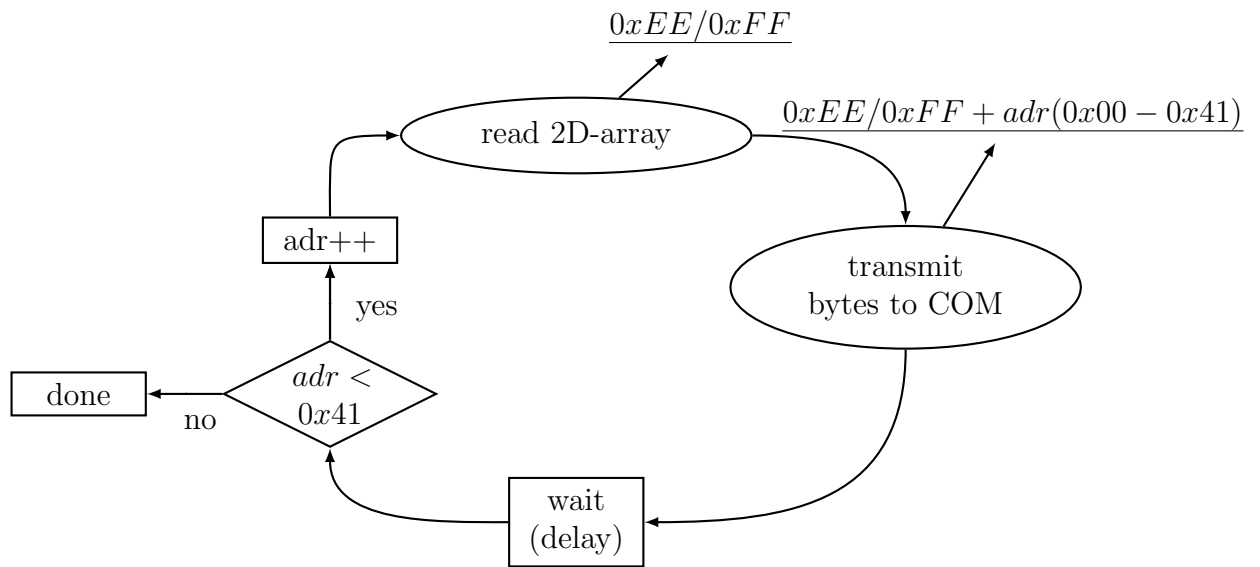 0xEE/0xFF
0xEE/0xFF + adr(0x00 − 0x41)
read 2D-array
adr++
transmit
bytes to COM
yes
adr <
0x41
done
no
wait
(delay)